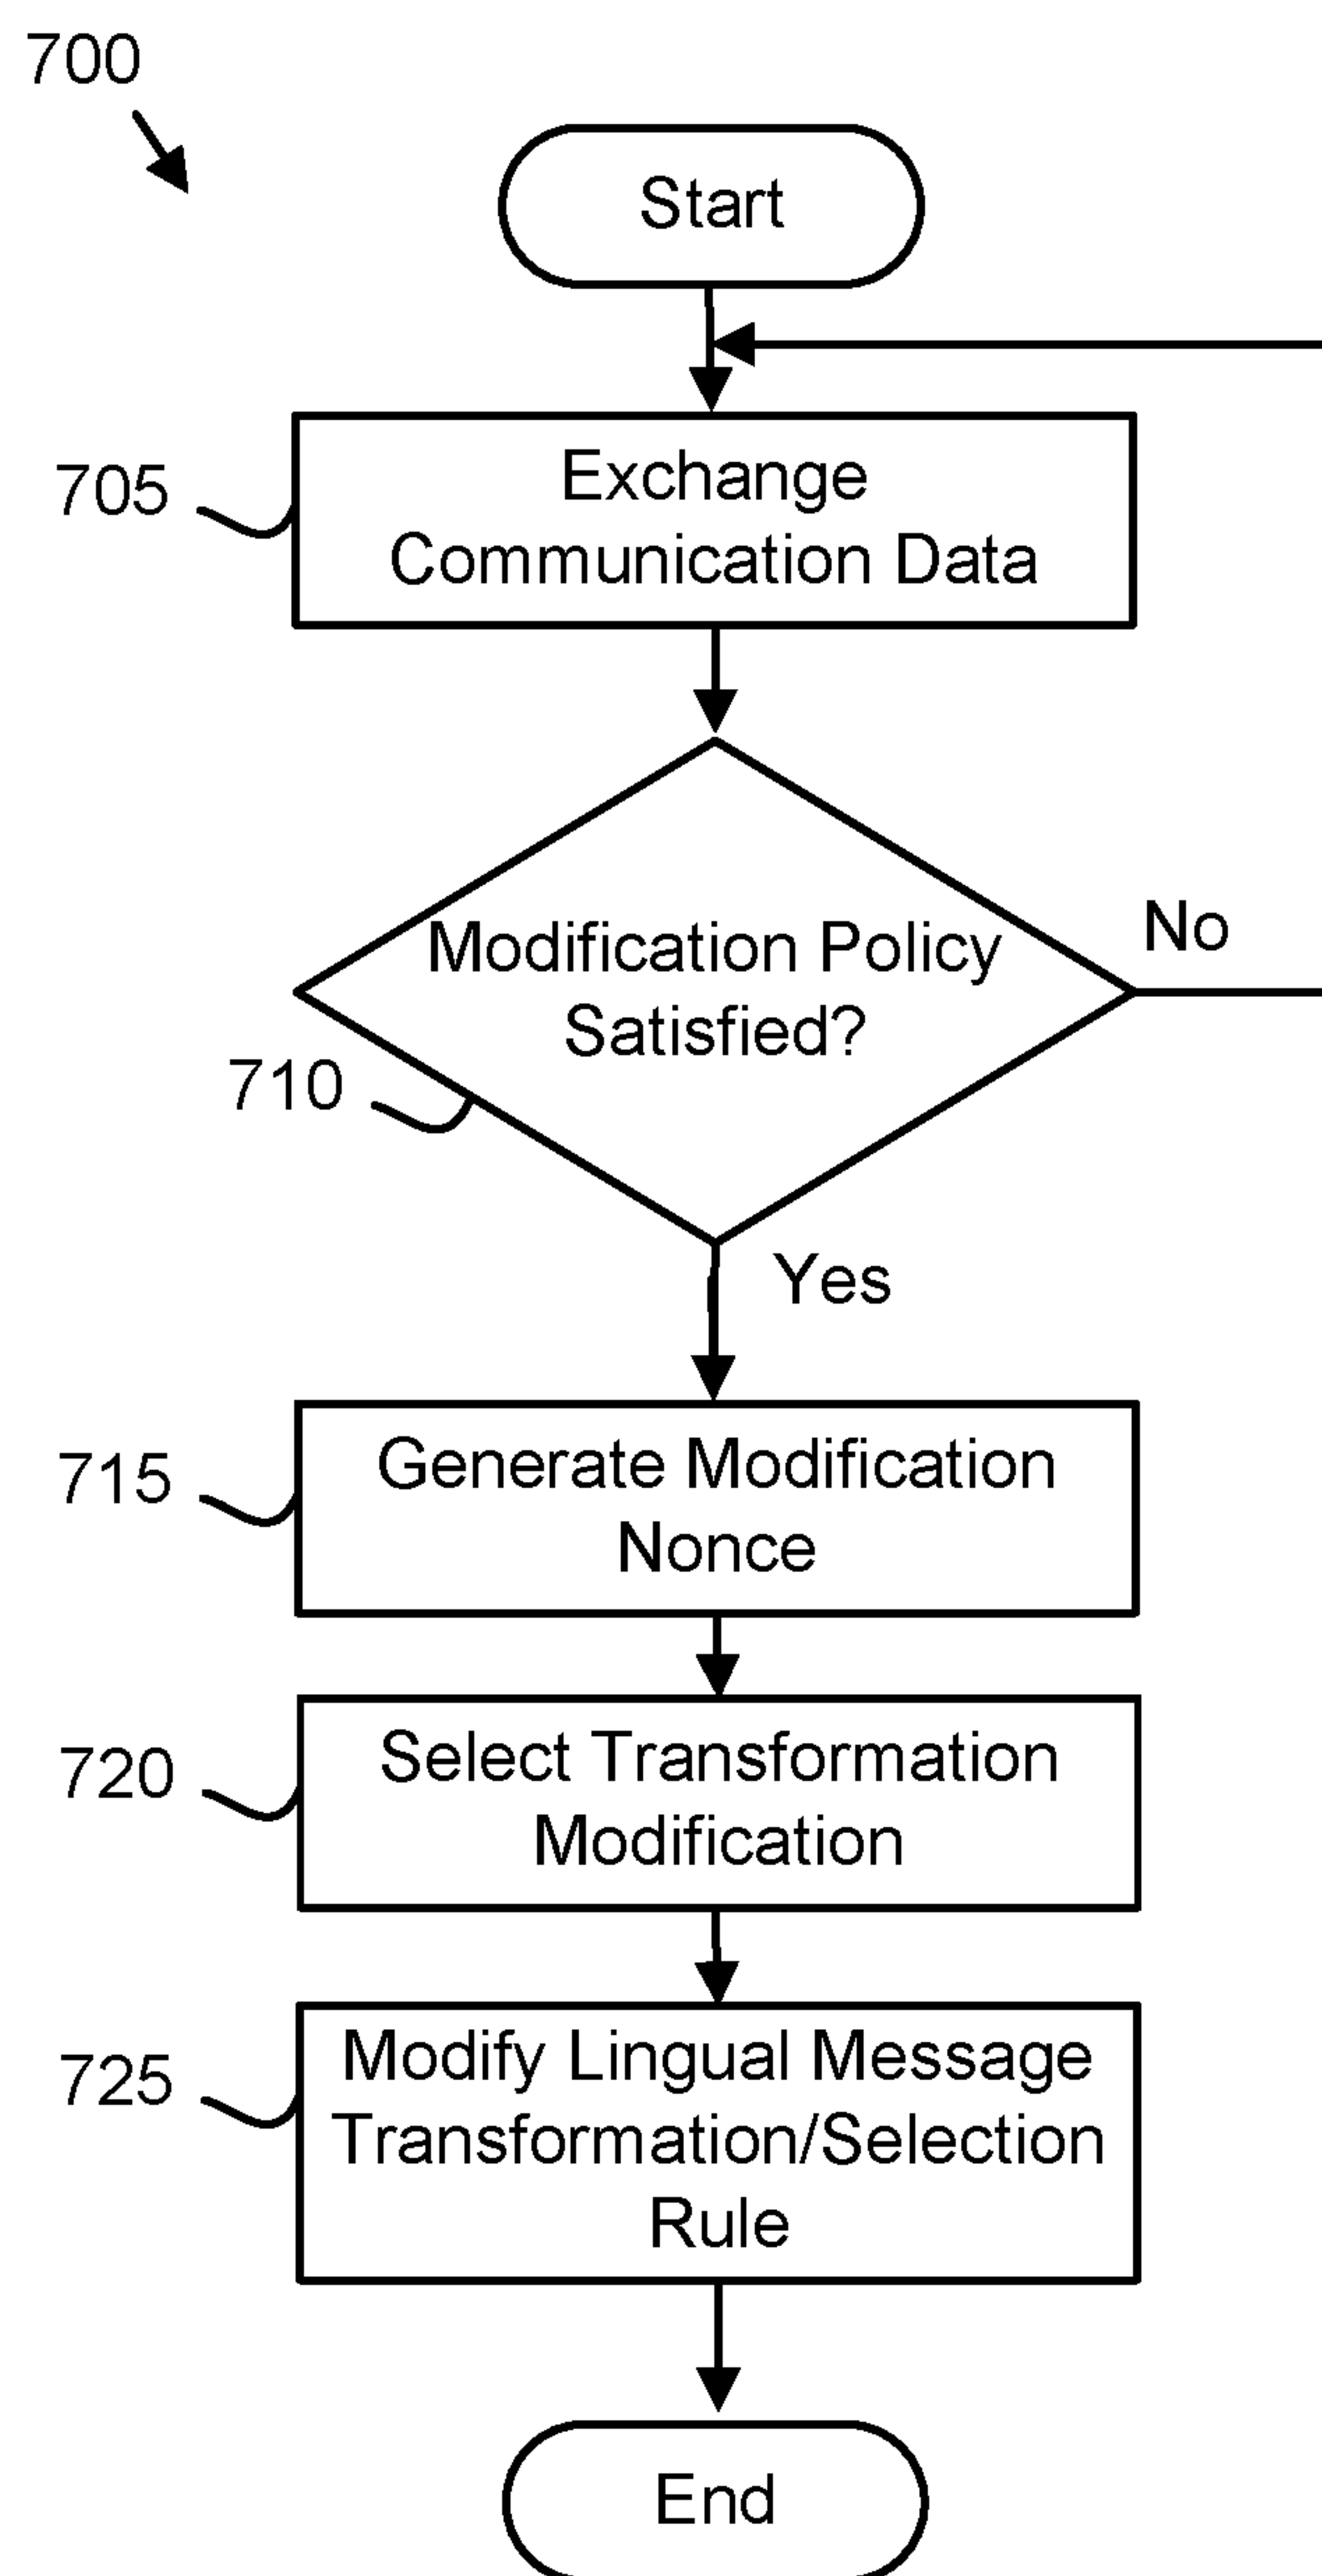 700
Start
705
Exchange
Communication Data
Modification Policy
Satisfied?
No
710
Yes
715
Generate Modification
Nonce
720
Select Transformation
Modification
725
Modify Lingual Message
Transformation/Selection
Rule
End